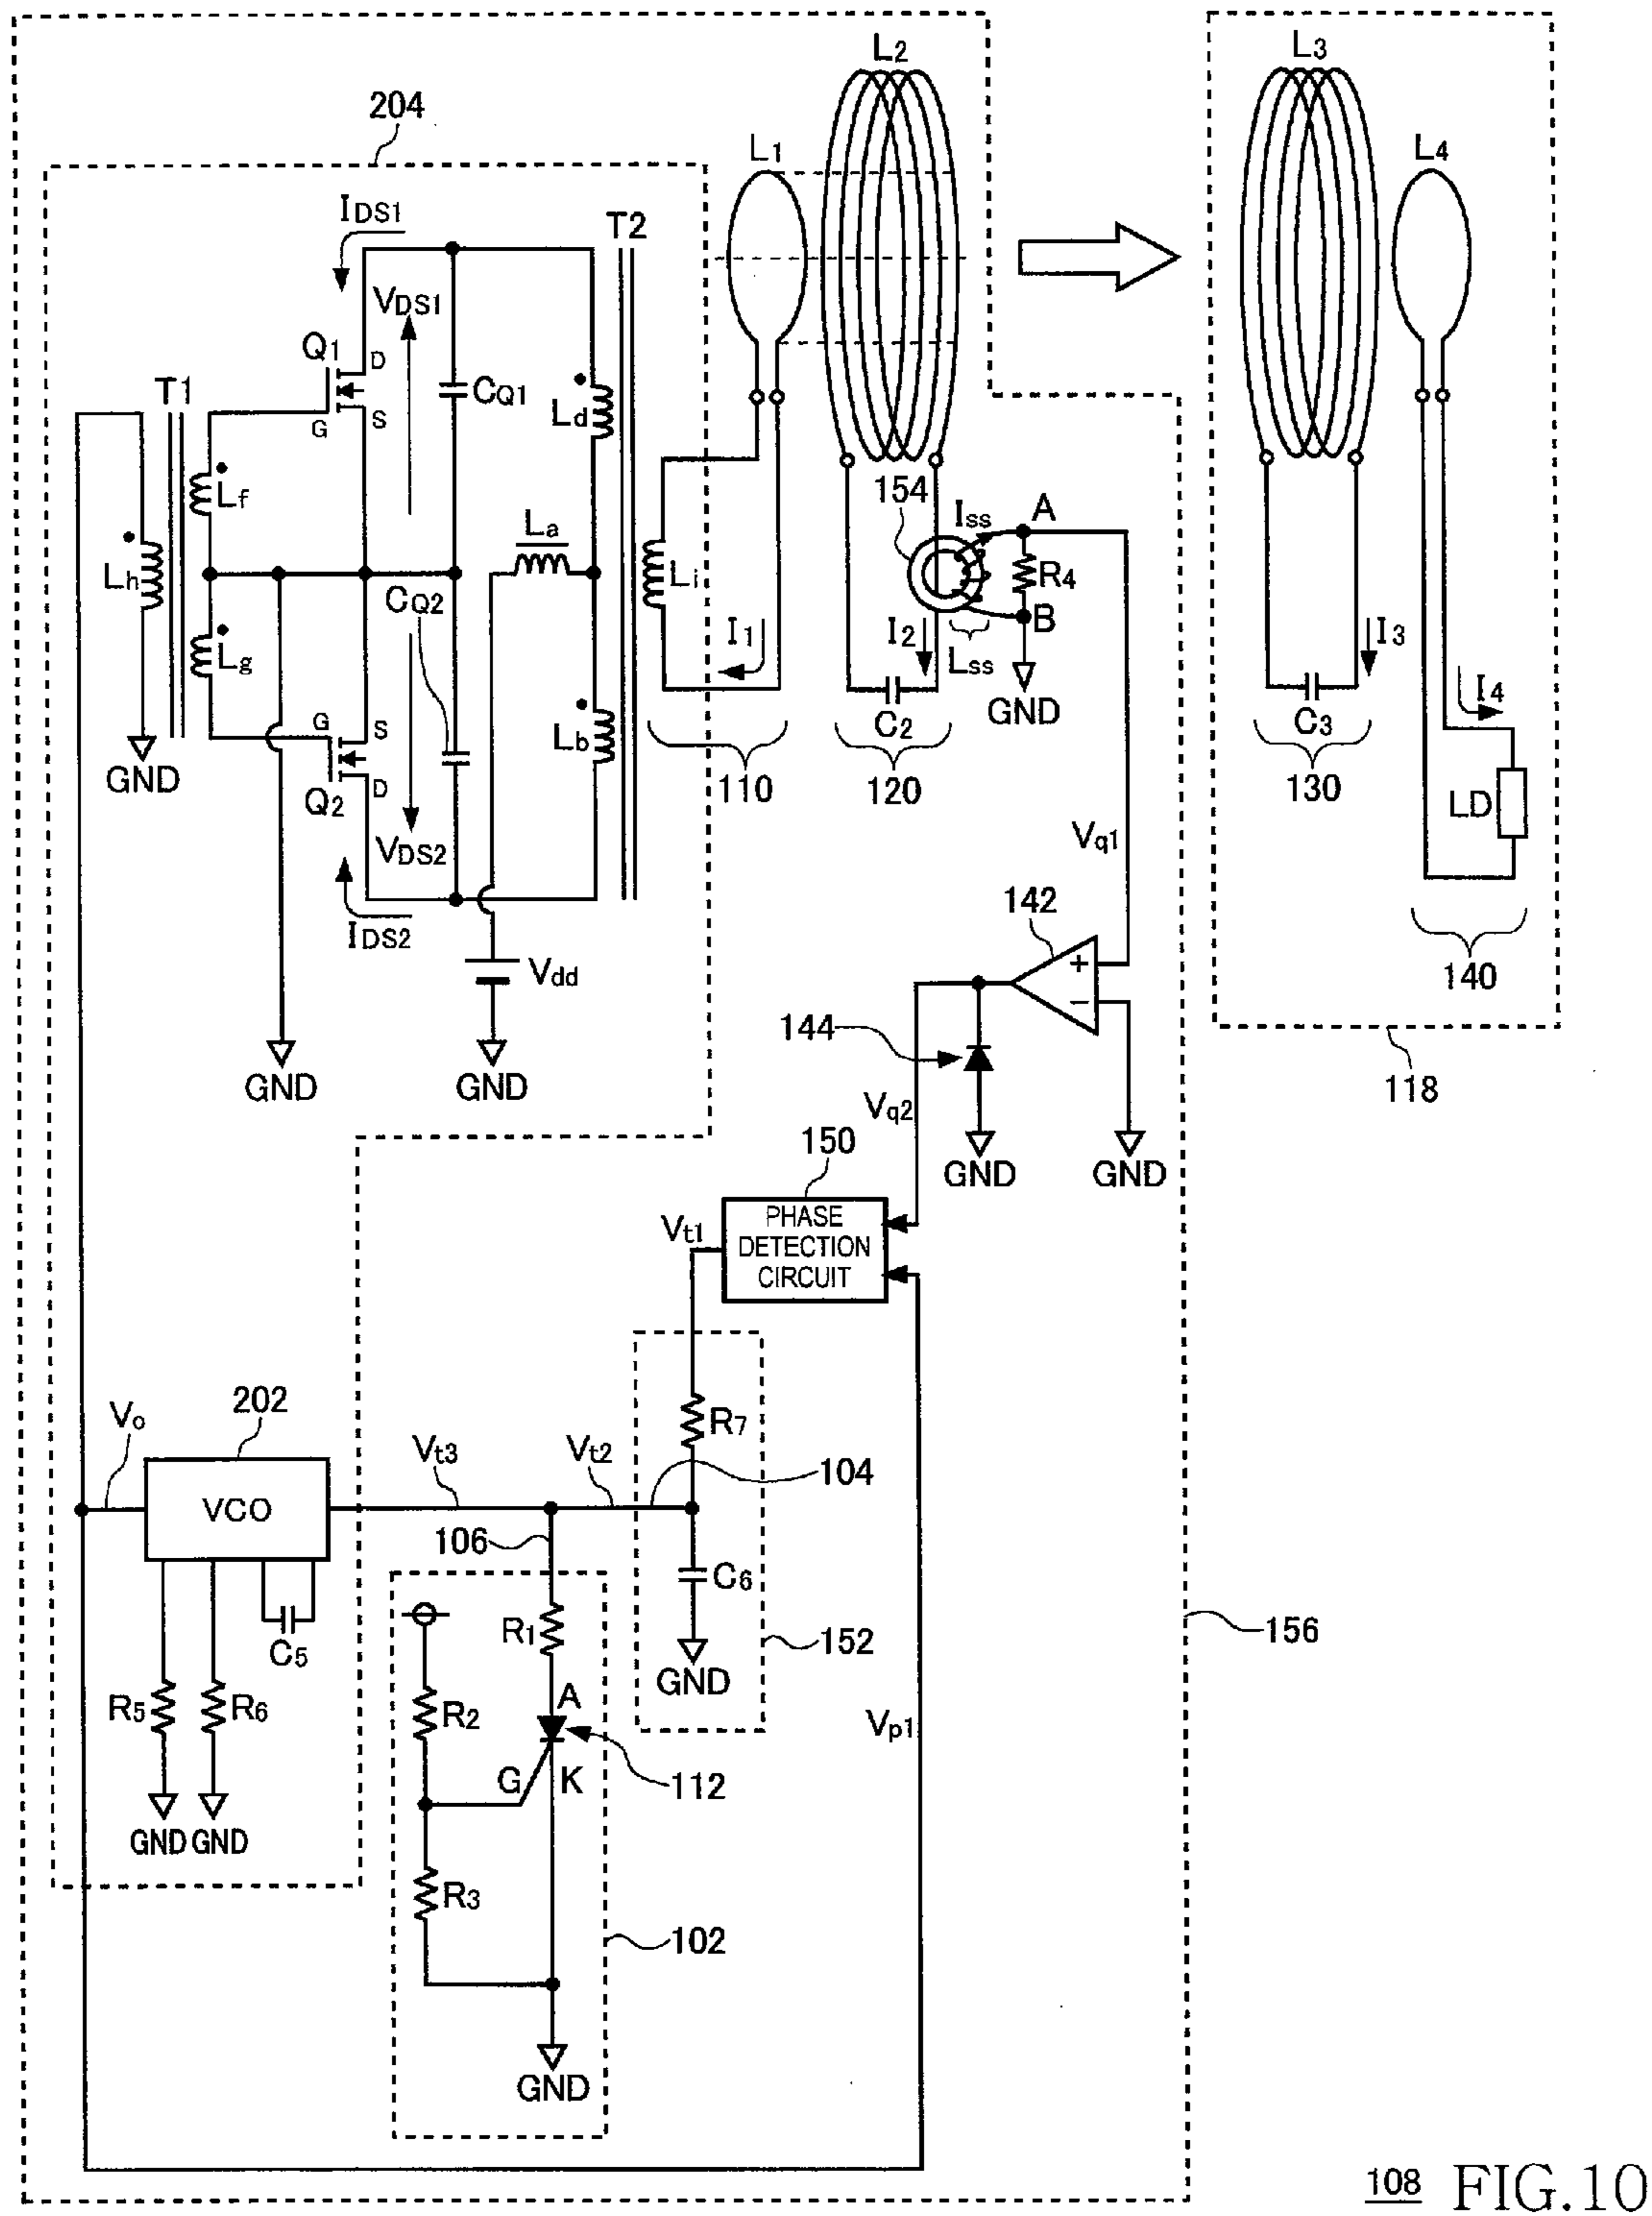 L2
L3
204
L1
L4
IDS1
T2
VDS1
Q1
D
T1
CQ1
Ld
G
S
Lf
154
Iss
A
La
Lh
Li
R4
CQ2
B
I1
I2
I3
Lg
Lss
I4
G
S
Lb
C2
GND
C3
GND
Q2
D
110
120
130
LD
VDS2
Vq1
142
IDS2
Vdd
+
−
140
144
GND
GND
118
Vq2
150
GND
GND
Vt1
PHASE
DETECTION
CIRCUIT
202
Vo
R7
Vt3
Vt2
104
VCO
106
C6
R1
156
C5
152
GND
A
R5
R6
R2
Vp1
G
K
112
GND
GND
R3
102
GND
108
FIG.10